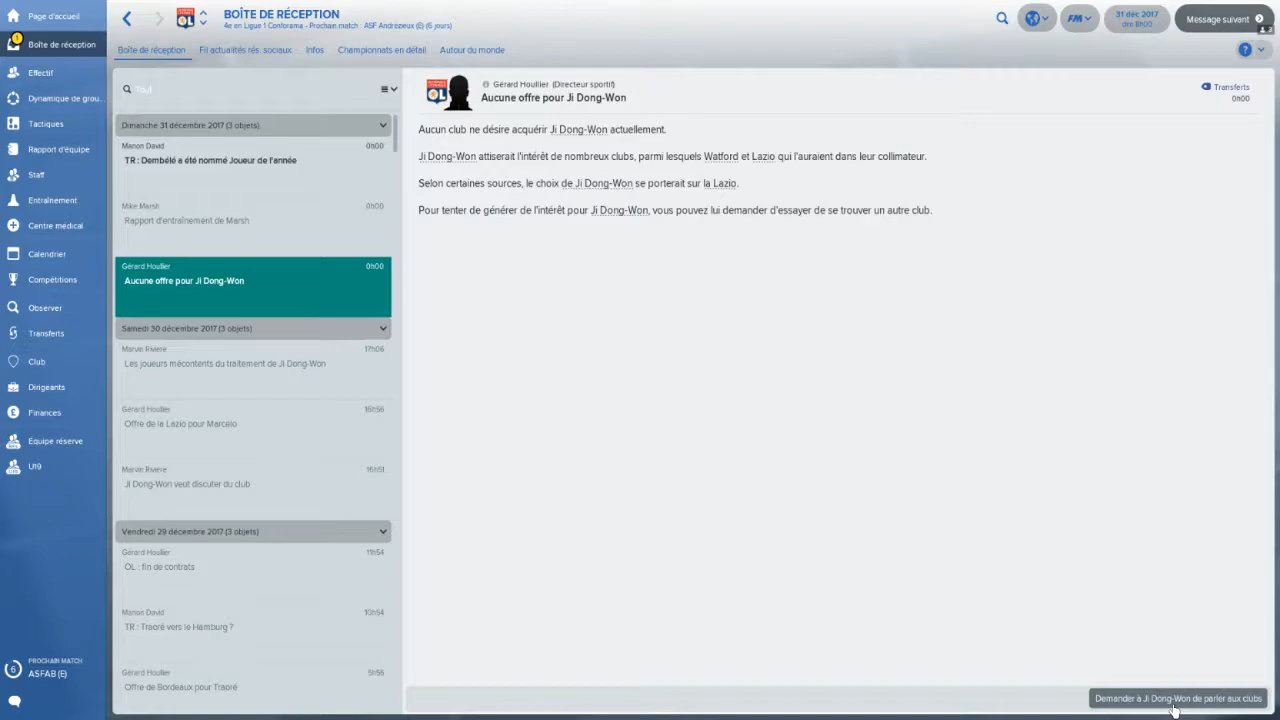 Page d'accueil
1
Boîte de réception
Effectif
Dynamique de grou...
Tactiques
Rapport d'équipe
Staff
Entraînement
Centre médical
Calendrier
Compétitions
Observer
Transferts
Club
Dirigeants
Finances
Équipe réserve
U19
6
PROCHAIN MATCH
ASFAB (E)
OL
BOÎTE DE RÉCEPTION
4e en Ligue 1 Conforama - Prochain match : ASF Andrézieux (E) (6 jours)
FM
31 déc 2017
dim 8h00
Message suivant
Boîte de réception
Fil actualités rés. sociaux
Infos
Championnats en détail
Autour du monde
?
Tout
Dimanche 31 décembre 2017 (3 objets)
Manon David 0h00
TR : Dembélé a été nommé Joueur de l'année
Mike Marsh 0h00
Rapport d'entraînement de Marsh
Gérard Houllier 0h00
Aucune offre pour Ji Dong-Won
Samedi 30 décembre 2017 (3 objets)
Marvin Riviere 17h06
Les joueurs mécontents du traitement de Ji Dong-Won
Gérard Houllier 16h56
Offre de la Lazio pour Marcelo
Marvin Riviere 16h51
Ji Dong-Won veut discuter du club
Vendredi 29 décembre 2017 (3 objets)
Gérard Houllier 11h54
OL : fin de contrats
Manon David 10h54
TR : Traoré vers le Hamburg ?
Gérard Houllier 5h56
Offre de Bordeaux pour Traoré
OL
Gérard Houllier (Directeur sportif)
Aucune offre pour Ji Dong-Won
Transferts
0h00
Aucun club ne désire acquérir Ji Dong-Won actuellement.
Ji Dong-Won attiserait l'intérêt de nombreux clubs, parmi lesquels Watford et Lazio qui l'auraient dans leur collimateur.
Selon certaines sources, le choix de Ji Dong-Won se porterait sur la Lazio.
Pour tenter de générer de l'intérêt pour Ji Dong-Won, vous pouvez lui demander d'essayer de se trouver un autre club.
Demander à Ji Dong-Won de parler aux clubs